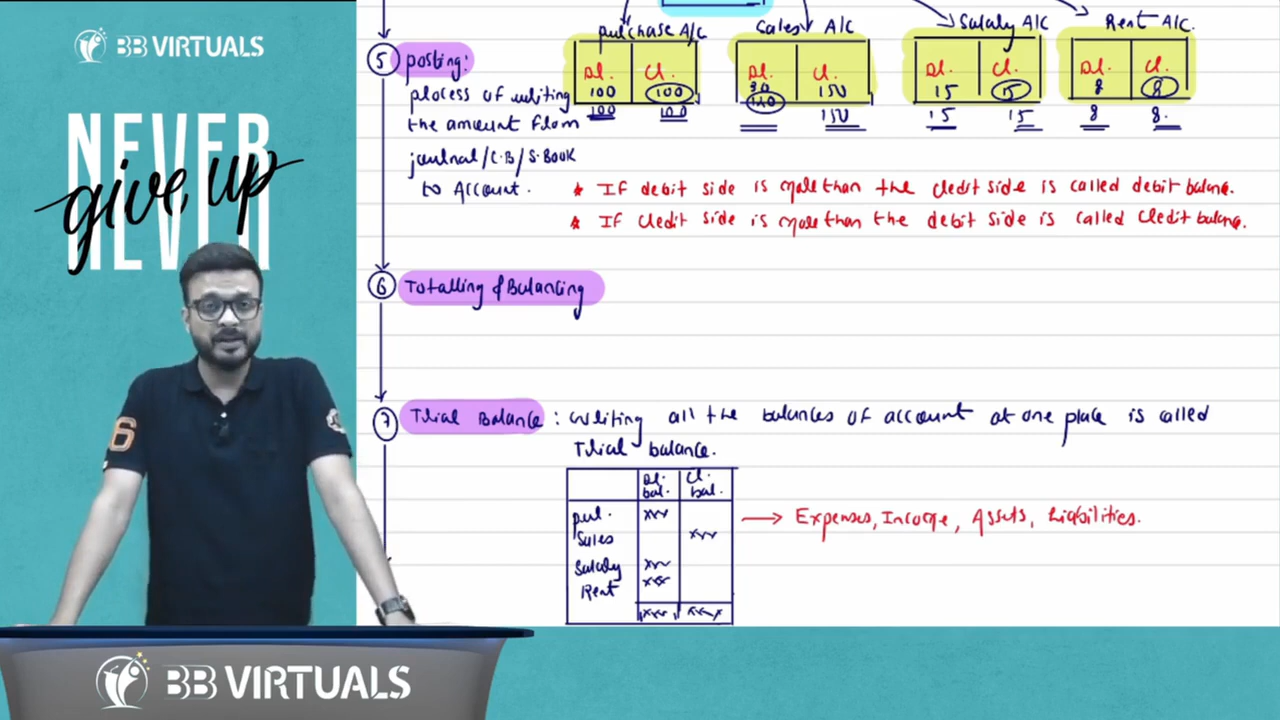 BB VIRTUALS
NEVER
give up
NEVER
6
Purchase A/C
Sales A/C
Salary A/C
Rent A/C.
5 posting:
process of writing
the amount from
journal/C.B/S.Book
to Account.
Dr. Cr.
100 100
100 100
Dr. Cr.
30 150
120
150
Dr. Cr.
15 15
15 15
Dr. Cr.
8 8
8 8.
* If debit side is more than the credit side is called debit balance.
* If credit side is more than the debit side is called credit balance.
6 Totalling & Balancing
7 Trial Balance : writing all the balances of account at one place is called
Trial balance.
Dr. bal. Cr. bal.
pur. xxx
Sales xxx
Salary xxx
Rent xxx
xxx xxx
Expenses, Income, Assets, Liabilities.
BB VIRTUALS